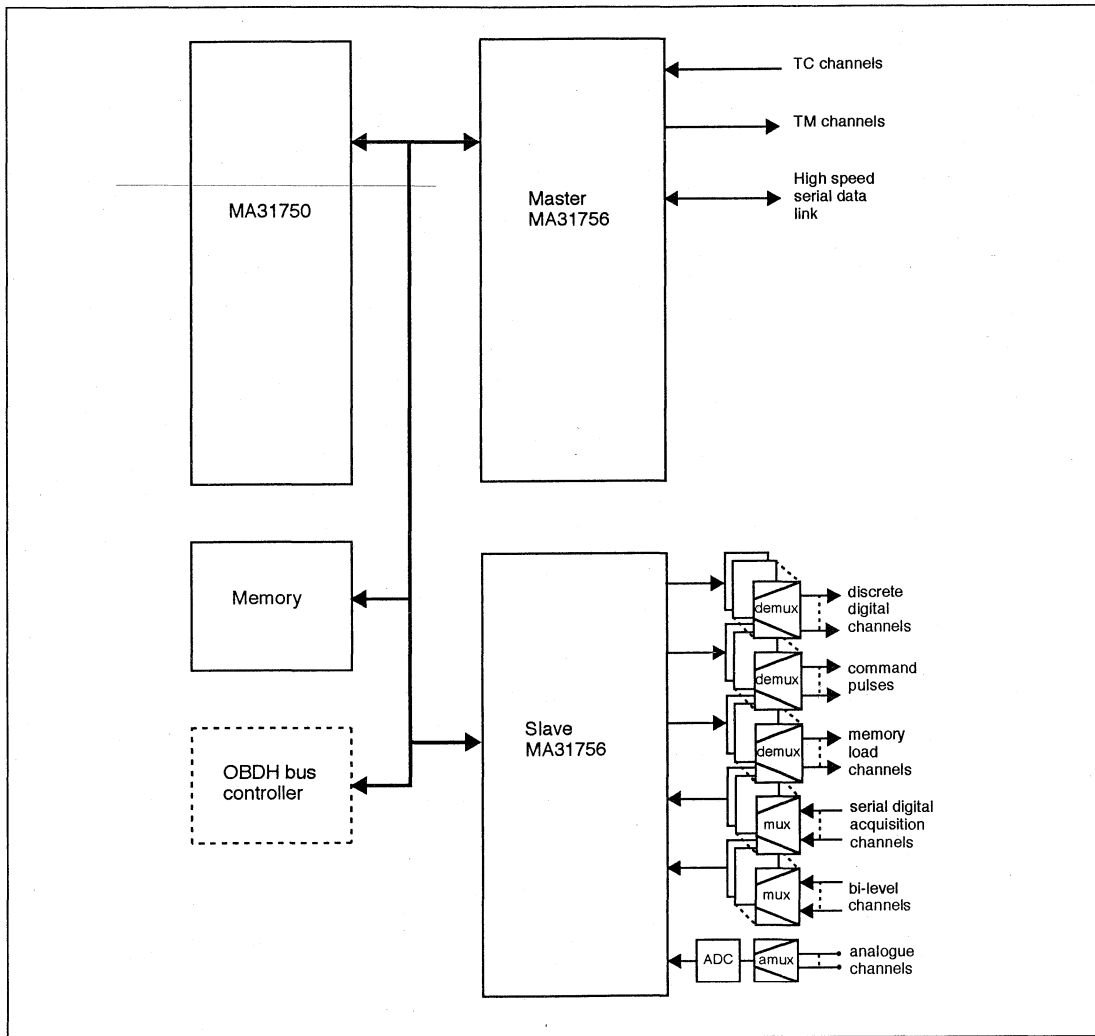 MA31750
Master
MA31756
TC channels
TM channels
High speed
serial data
link
Memory
OBDH bus
controller
Slave
MA31756
demux
discrete
digital
channels
demux
command
pulses
demux
memory
load
channels
mux
serial digital
acquisition
channels
mux
bi-level
channels
ADC
amux
analogue
channels